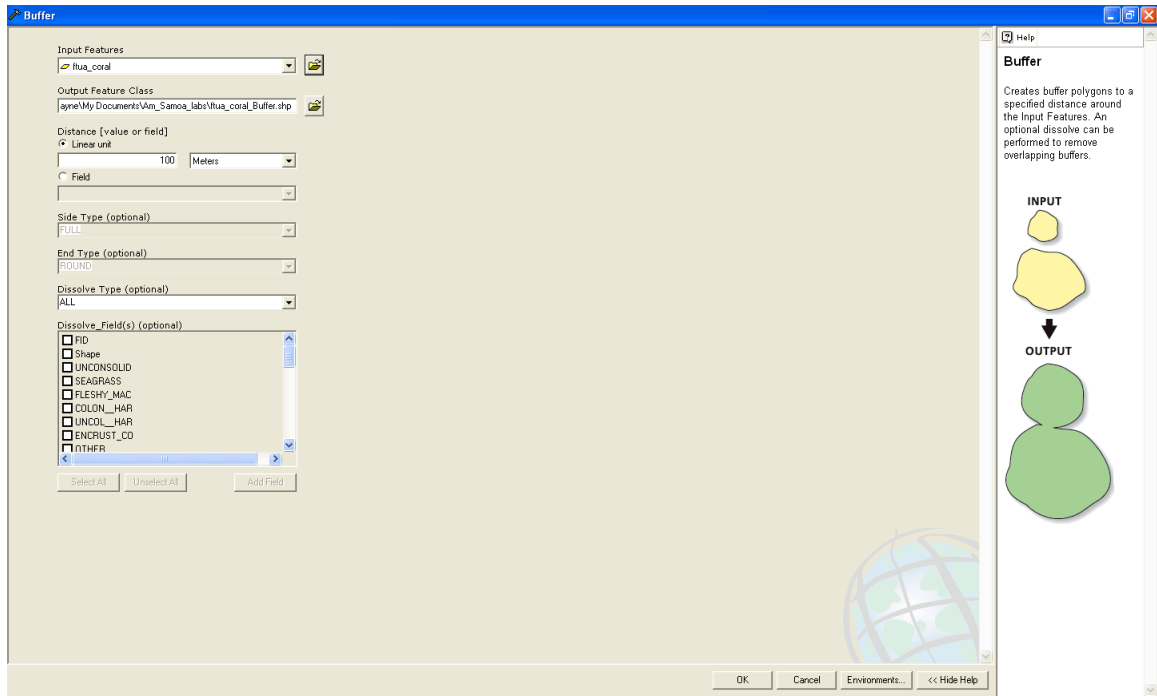 Buffer
Input Features
ftua_coral
Output Feature Class
ayne\My Documents\Am_Samoa_labs\ftua_coral_Buffer.shp
Distance [value or field]
Linear unit
100 Meters
Field
Side Type (optional)
FULL
End Type (optional)
ROUND
Dissolve Type (optional)
ALL
Dissolve_Field(s) (optional)
FID
Shape
UNCONSOLID
SEAGRASS
FLESHY_MAC
COLON__HAR
UNCOL__HAR
ENCRUST_CO
OTHER
Select All Unselect All Add Field
OK Cancel Environments... << Hide Help
Help
Buffer
Creates buffer polygons to a
specified distance around
the Input Features. An
optional dissolve can be
performed to remove
overlapping buffers.
INPUT
OUTPUT